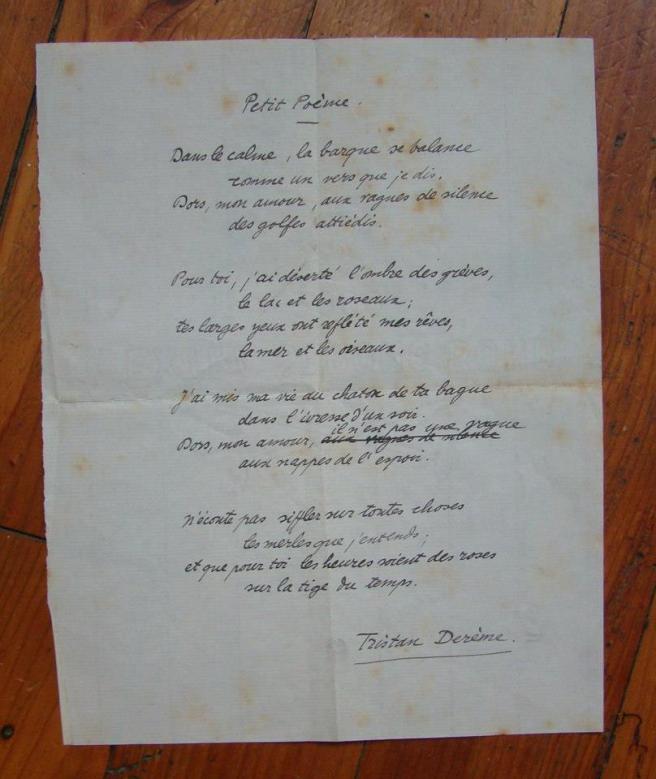 Petit Poème.
Dans le calme, la barque se balance
comme un vers que je dis.
Dors, mon amour, aux vagues de silence
des golfes attiédis.
Pour toi, j'ai déserté l'ombre des grèves,
le lac et les roseaux ;
tes larges yeux ont reflété mes rêves,
la mer et les oiseaux.
J'ai mis ma vie au chaton de ta bague
dans l'ivresse d'un soir.
il n'est pas une vague
Dors, mon amour, aux vagues de silence
aux nappes de l'espoir.
N'écoute pas siffler sur toutes choses
les merles que j'entends ;
et que pour toi les heures soient des roses
sur la tige du temps.
Tristan Derème.